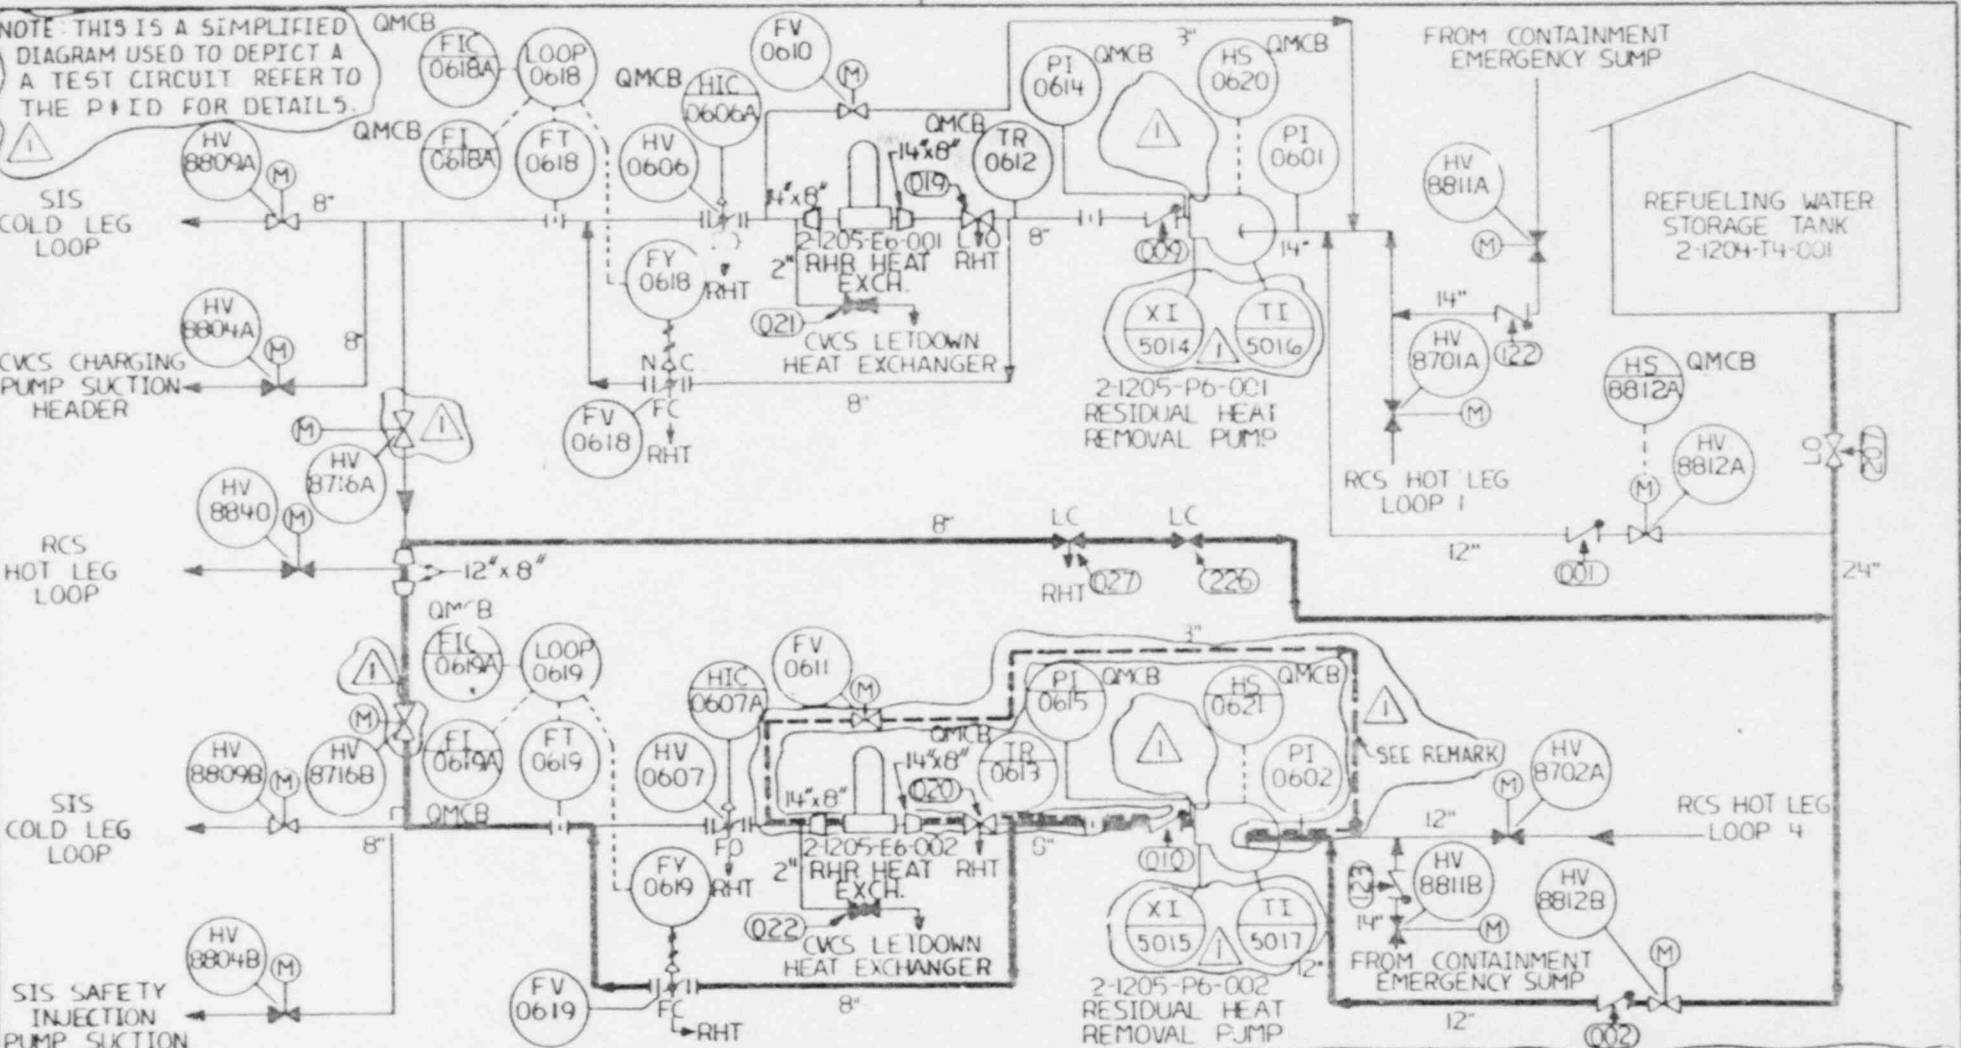 NOTE: THIS IS A SIMPLIFIED
DIAGRAM USED TO DEPICT A
A TEST CIRCUIT REFER TO
THE P&ID FOR DETAILS.
1
QMCB
FIC
0618A
LOOP
0618
QMCB
FI
0618A
FT
0618
QMCB
HIC
0606A
HV
0606
FV
0610
M
3"
PI
0614
QMCB
HS
0620
QMCB
1
PI
0601
QMCB
TR
0612
14"x8"
019
14"x8"
FROM CONTAINMENT
EMERGENCY SUMP
HV
8811A
M
REFUELING WATER
STORAGE TANK
2-1204-T4-001
HV
8809A
M
8"
SIS
COLD LEG
LOOP
FY
0618
RHT
2-1205-E6-001
RHR HEAT
EXCH.
2"
RHT
8"
009
14"
021
CVCS LETDOWN
HEAT EXCHANGER
XI
5014
1
TI
5016
2-1205-P6-001
RESIDUAL HEAT
REMOVAL PUMP
14"
122
HV
8701A
M
RCS HOT LEG
LOOP 1
HS
8812A
QMCB
HV
8812A
M
LO
207
HV
8804A
M
8"
CVCS CHARGING
PUMP SUCTION
HEADER
FV
0618
FC
RHT
8"
M
1
HV
8716A
HV
8840
M
RCS
HOT LEG
LOOP
12"x8"
8"
LC
LC
RHT
027
226
12"
001
24"
QMCB
FIC
0619A
LOOP
0619
1
M
FI
0619A
FT
0619
QMCB
HIC
0607A
HV
0607
FV
0611
M
3"
PI
0615
QMCB
HS
0621
QMCB
1
PI
0602
1
SEE REMARK
QMCB
TR
0613
14"x8"
020
14"x8"
HV
8702A
M
12"
RCS HOT LEG
LOOP 4
HV
8809B
M
HV
8716B
8"
SIS
COLD LEG
LOOP
FY
0619
FO
RHT
2-1205-E6-002
RHR HEAT
EXCH.
2"
RHT
010
022
CVCS LETDOWN
HEAT EXCHANGER
XI
5015
1
TI
5017
12"
2-1205-P6-002
RESIDUAL HEAT
REMOVAL PUMP
123
14"
HV
8811B
M
FROM CONTAINMENT
EMERGENCY SUMP
HV
8812B
M
12"
002
HV
8804B
M
SIS SAFETY
INJECTION
PUMP SUCTION
FV
0619
FC
RHT
8"